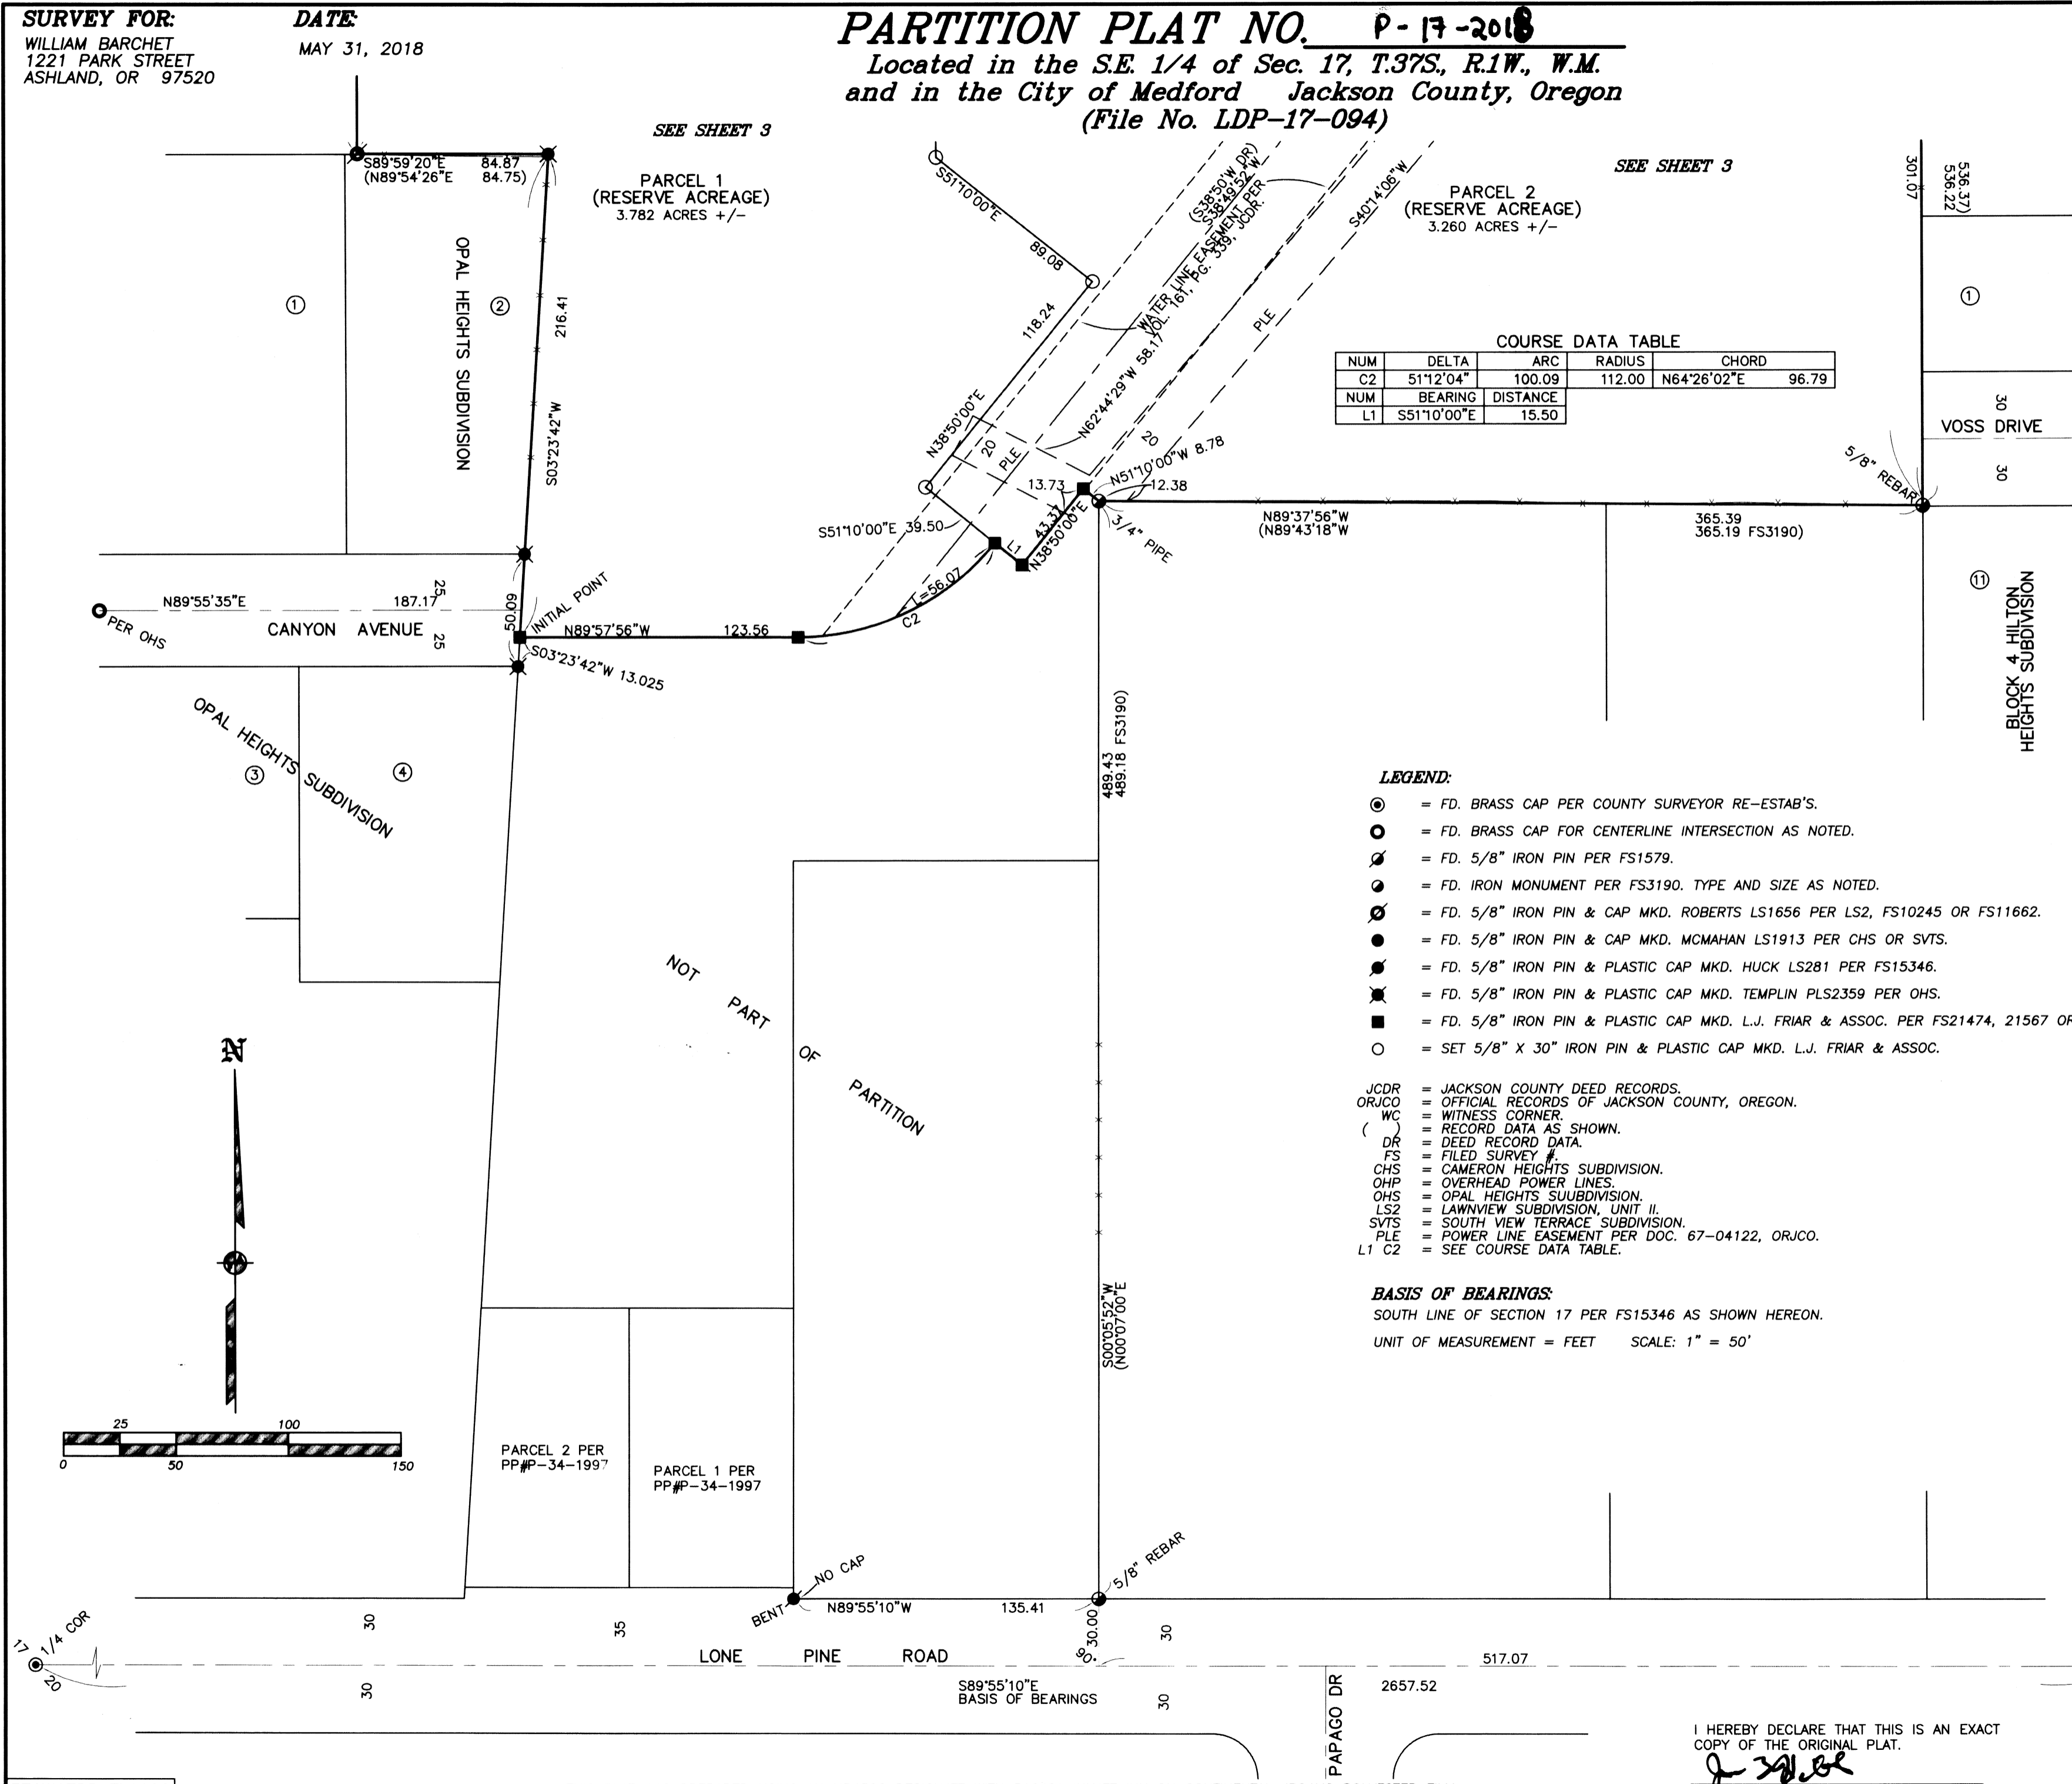 SURVEY FOR:
WILLIAM BARCHET
1221 PARK STREET
ASHLAND, OR 97520
DATE:
MAY 31, 2018
PARTITION PLAT NO. P-17-2018
Located in the S.E. 1/4 of Sec. 17, T.37S., R.1W., W.M.
and in the City of Medford Jackson County, Oregon
(File No. LDP-17-094)
SEE SHEET 3
SEE SHEET 3
S89°59'20"E 84.87
(N89°54'26"E 84.75)
PARCEL 1
(RESERVE ACREAGE)
3.782 ACRES +/-
PARCEL 2
(RESERVE ACREAGE)
3.260 ACRES +/-
S51°10'00"E
89.08
118.24
N38°50'00"E
(S38°50'W DR)
S38°49'52"W
WATER LINE EASEMENT PER
VOL. 161, PG. 339, JCDR.
S40°14'06"W
PLE
N62°44'29"W 58.17
20
PLE
20
N51°10'00"W 8.78
13.73
12.38
43.37
N38°50'00"E
3/4" PIPE
S51°10'00"E 39.50
L1
L=56.07
C2
301.07
536.37)
536.22
1
VOSS DRIVE
30
30
5/8" REBAR
COURSE DATA TABLE
NUM DELTA ARC RADIUS CHORD
C2 51°12'04" 100.09 112.00 N64°26'02"E 96.79
NUM BEARING DISTANCE
L1 S51°10'00"E 15.50
N89°37'56"W 365.39
(N89°43'18"W 365.19 FS3190)
11
BLOCK 4 HILTON
HEIGHTS SUBDIVISION
1
2
OPAL HEIGHTS SUBDIVISION
216.41
S03°23'42"W
N89°55'35"E 187.17
25
25
CANYON AVENUE
PER OHS
50.09
INITIAL POINT
N89°57'56"W 123.56
S03°23'42"W 13.025
OPAL HEIGHTS SUBDIVISION
3
4
489.43
489.18 FS3190)
S00°05'52"W
(N00°07'00"E
NOT PART OF PARTITION
N
LEGEND:
= FD. BRASS CAP PER COUNTY SURVEYOR RE-ESTAB'S.
= FD. BRASS CAP FOR CENTERLINE INTERSECTION AS NOTED.
= FD. 5/8" IRON PIN PER FS1579.
= FD. IRON MONUMENT PER FS3190. TYPE AND SIZE AS NOTED.
= FD. 5/8" IRON PIN & CAP MKD. ROBERTS LS1656 PER LS2, FS10245 OR FS11662.
= FD. 5/8" IRON PIN & CAP MKD. MCMAHAN LS1913 PER CHS OR SVTS.
= FD. 5/8" IRON PIN & PLASTIC CAP MKD. HUCK LS281 PER FS15346.
= FD. 5/8" IRON PIN & PLASTIC CAP MKD. TEMPLIN PLS2359 PER OHS.
= FD. 5/8" IRON PIN & PLASTIC CAP MKD. L.J. FRIAR & ASSOC. PER FS21474, 21567 OR
= SET 5/8" X 30" IRON PIN & PLASTIC CAP MKD. L.J. FRIAR & ASSOC.
JCDR = JACKSON COUNTY DEED RECORDS.
ORJCO = OFFICIAL RECORDS OF JACKSON COUNTY, OREGON.
WC = WITNESS CORNER.
( ) = RECORD DATA AS SHOWN.
DR = DEED RECORD DATA.
FS = FILED SURVEY #.
CHS = CAMERON HEIGHTS SUBDIVISION.
OHP = OVERHEAD POWER LINES.
OHS = OPAL HEIGHTS SUUBDIVISION.
LS2 = LAWNVIEW SUBDIVISION, UNIT II.
SVTS = SOUTH VIEW TERRACE SUBDIVISION.
PLE = POWER LINE EASEMENT PER DOC. 67-04122, ORJCO.
L1 C2 = SEE COURSE DATA TABLE.
BASIS OF BEARINGS:
SOUTH LINE OF SECTION 17 PER FS15346 AS SHOWN HEREON.
UNIT OF MEASUREMENT = FEET SCALE: 1" = 50'
25 100
0 50 150
PARCEL 2 PER
PP#P-34-1997
PARCEL 1 PER
PP#P-34-1997
NO CAP
BENT
N89°55'10"W 135.41
5/8" REBAR
30.00
90°
30
30
35
30
30
17 1/4 COR
20
LONE PINE ROAD
517.07
S89°55'10"E 2657.52
BASIS OF BEARINGS
PAPAGO DR
I HEREBY DECLARE THAT THIS IS AN EXACT
COPY OF THE ORIGINAL PLAT.